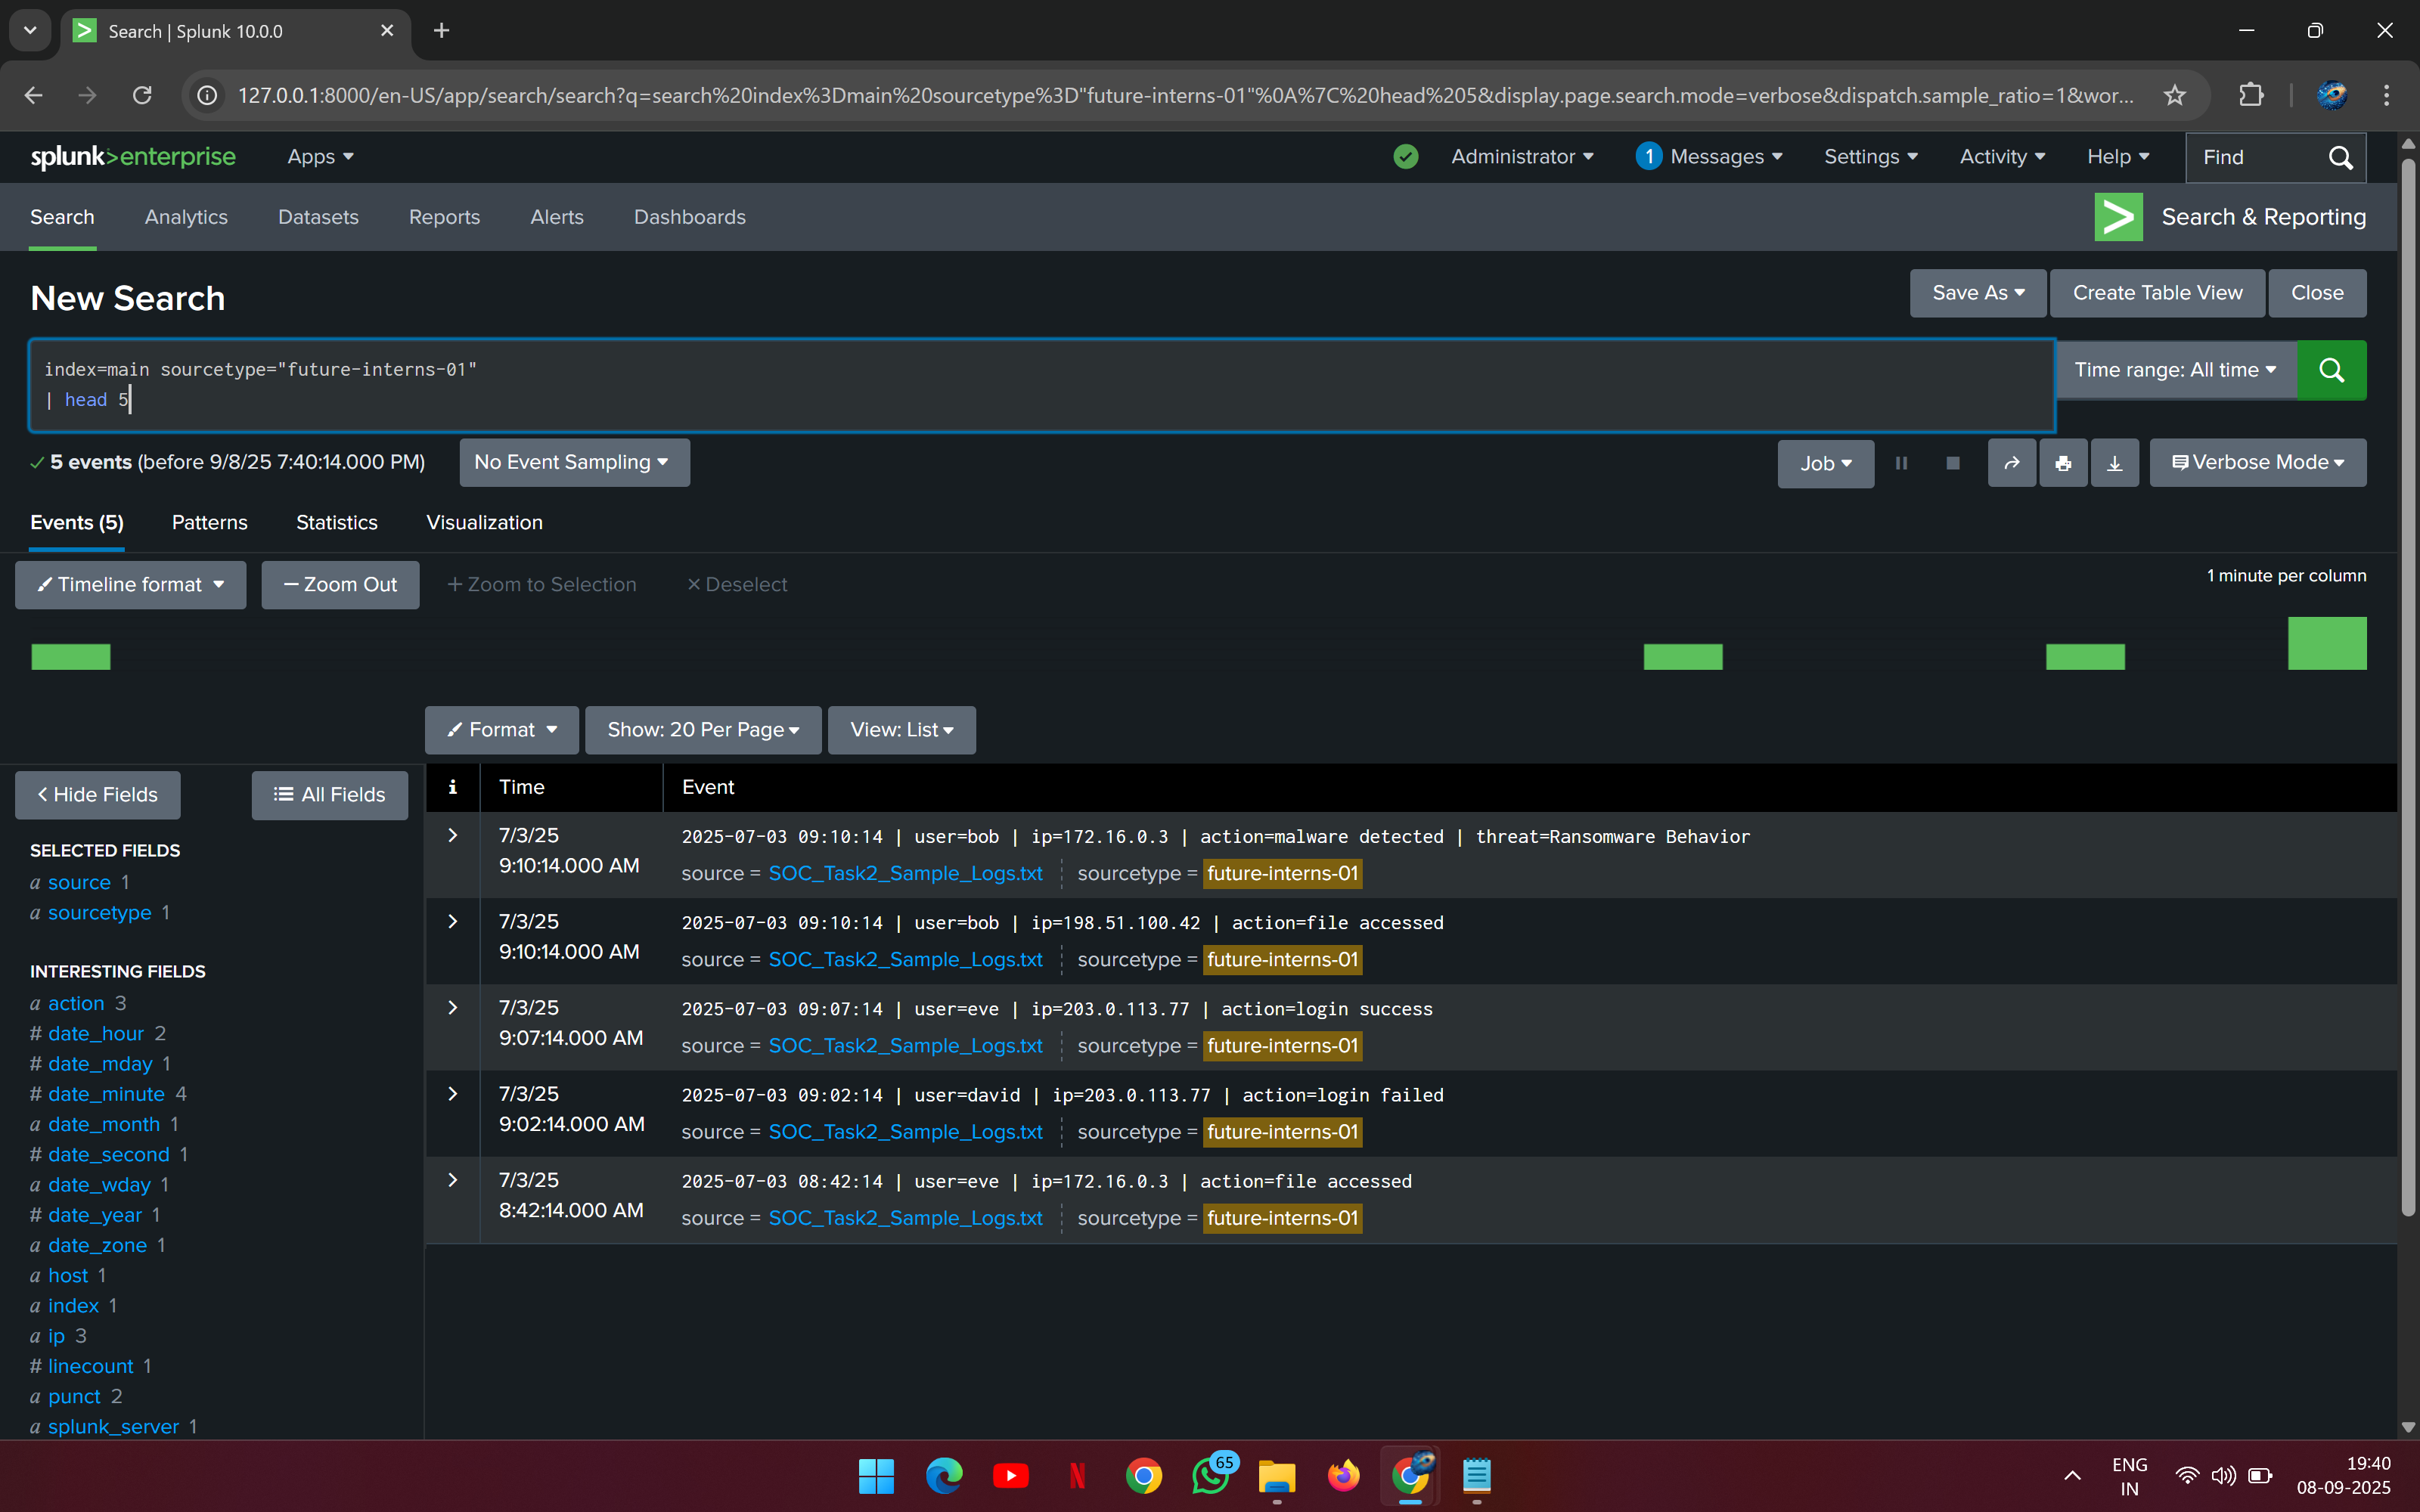 Search | Splunk 10.0.0
127.0.0.1:8000/en-US/app/search/search?q=search%20index%3Dmain%20sourcetype%3D"future-interns-01"%0A%7C%20head%205&display.page.search.mode=verbose&dispatch.sample_ratio=1&wor...
splunk>enterprise Apps Administrator 1 Messages Settings Activity Help Find
Search Analytics Datasets Reports Alerts Dashboards > Search & Reporting
New Search Save As Create Table View Close
index=main sourcetype="future-interns-01" Time range: All time
| head 5
5 events (before 9/8/25 7:40:14.000 PM) No Event Sampling Job Verbose Mode
Events (5) Patterns Statistics Visualization
Timeline format — Zoom Out + Zoom to Selection × Deselect 1 minute per column
Format Show: 20 Per Page View: List
< Hide Fields All Fields i Time Event
SELECTED FIELDS
a source 1
a sourcetype 1
INTERESTING FIELDS
a action 3
# date_hour 2
# date_mday 1
# date_minute 4
a date_month 1
# date_second 1
a date_wday 1
# date_year 1
a date_zone 1
a host 1
a index 1
a ip 3
# linecount 1
a punct 2
a splunk_server 1
> 7/3/25 2025-07-03 09:10:14 | user=bob | ip=172.16.0.3 | action=malware detected | threat=Ransomware Behavior
9:10:14.000 AM source = SOC_Task2_Sample_Logs.txt sourcetype = future-interns-01
> 7/3/25 2025-07-03 09:10:14 | user=bob | ip=198.51.100.42 | action=file accessed
9:10:14.000 AM source = SOC_Task2_Sample_Logs.txt sourcetype = future-interns-01
> 7/3/25 2025-07-03 09:07:14 | user=eve | ip=203.0.113.77 | action=login success
9:07:14.000 AM source = SOC_Task2_Sample_Logs.txt sourcetype = future-interns-01
> 7/3/25 2025-07-03 09:02:14 | user=david | ip=203.0.113.77 | action=login failed
9:02:14.000 AM source = SOC_Task2_Sample_Logs.txt sourcetype = future-interns-01
> 7/3/25 2025-07-03 08:42:14 | user=eve | ip=172.16.0.3 | action=file accessed
8:42:14.000 AM source = SOC_Task2_Sample_Logs.txt sourcetype = future-interns-01
65
ENG 19:40
IN 08-09-2025